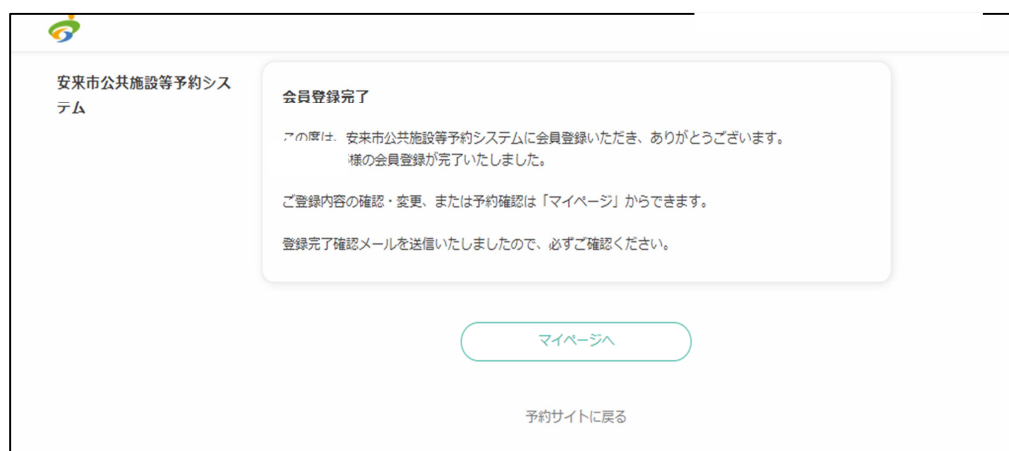 安来市公共施設等予約シス
テム
会員登録完了
この度は、安来市公共施設等予約システムに会員登録いただき、ありがとうございます。
様の会員登録が完了いたしました。
ご登録内容の確認・変更、または予約確認は「マイページ」からできます。
登録完了確認メールを送信いたしましたので、必ずご確認ください。
マイページへ
予約サイトに戻る